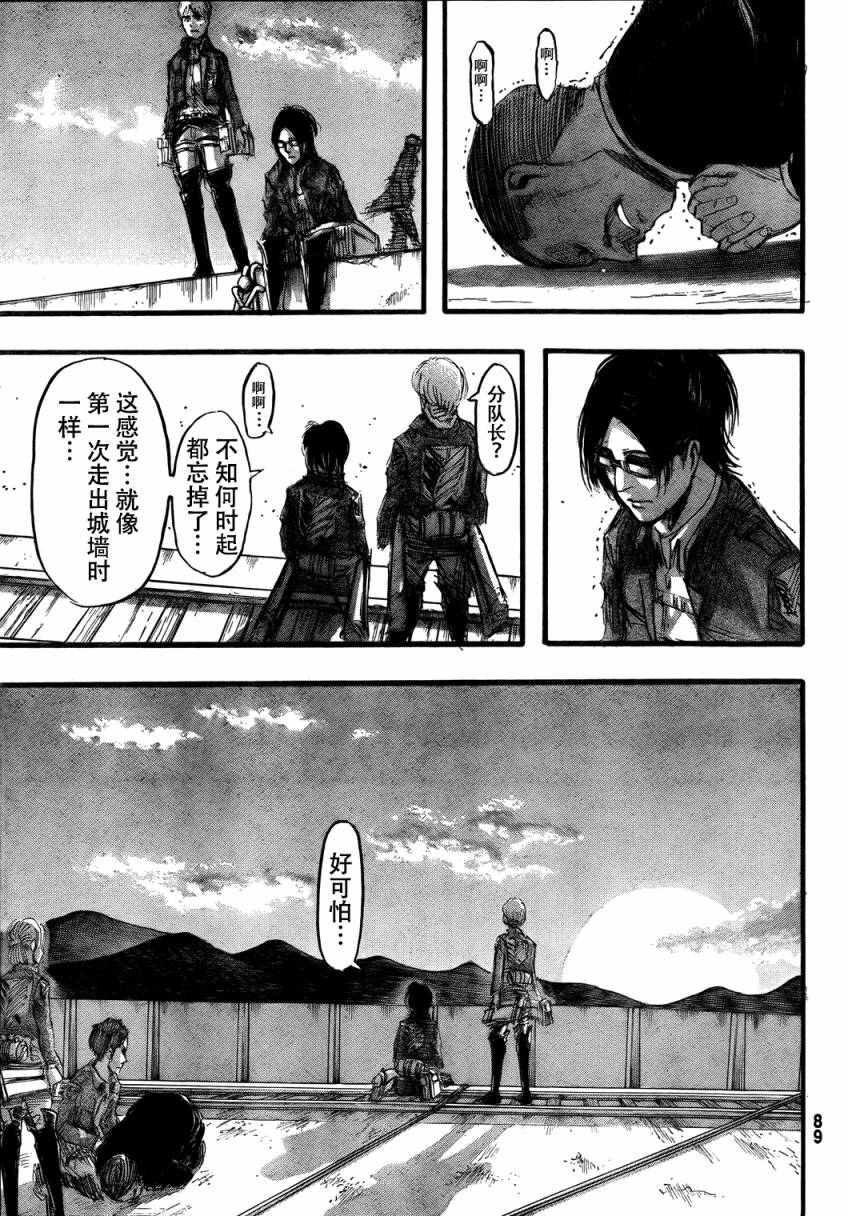 啊…
啊啊…
分队长？
啊啊…
不知何时起
都忘掉了…
这感觉…就像
第一次走出城墙时
一样…
好可怕…
89